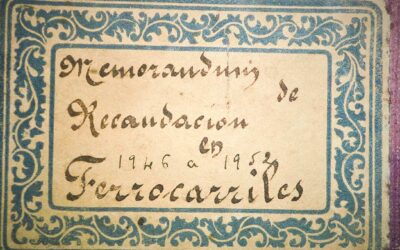 Memorandum
de
Recaudacion
en
1946 a 1952
Ferrocarriles